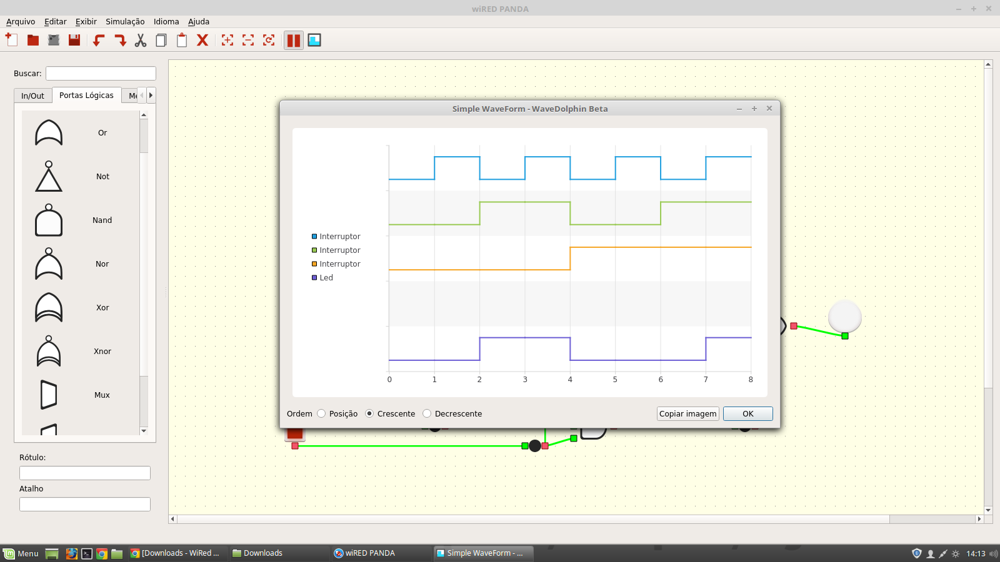 wiRED PANDA
Arquivo Editar Exibir Simulação Idioma Ajuda
Buscar:
In/Out Portas Lógicas Me
Or
Not
Nand
Nor
Xor
Xnor
Mux
Rótulo:
Atalho
Simple WaveForm - WaveDolphin Beta
Interruptor
Interruptor
Interruptor
Led
0 1 2 3 4 5 6 7 8
Ordem Posição Crescente Decrescente Copiar imagem OK
Menu [Downloads - WiRed ... Downloads wiRED PANDA Simple WaveForm - ... 14:13